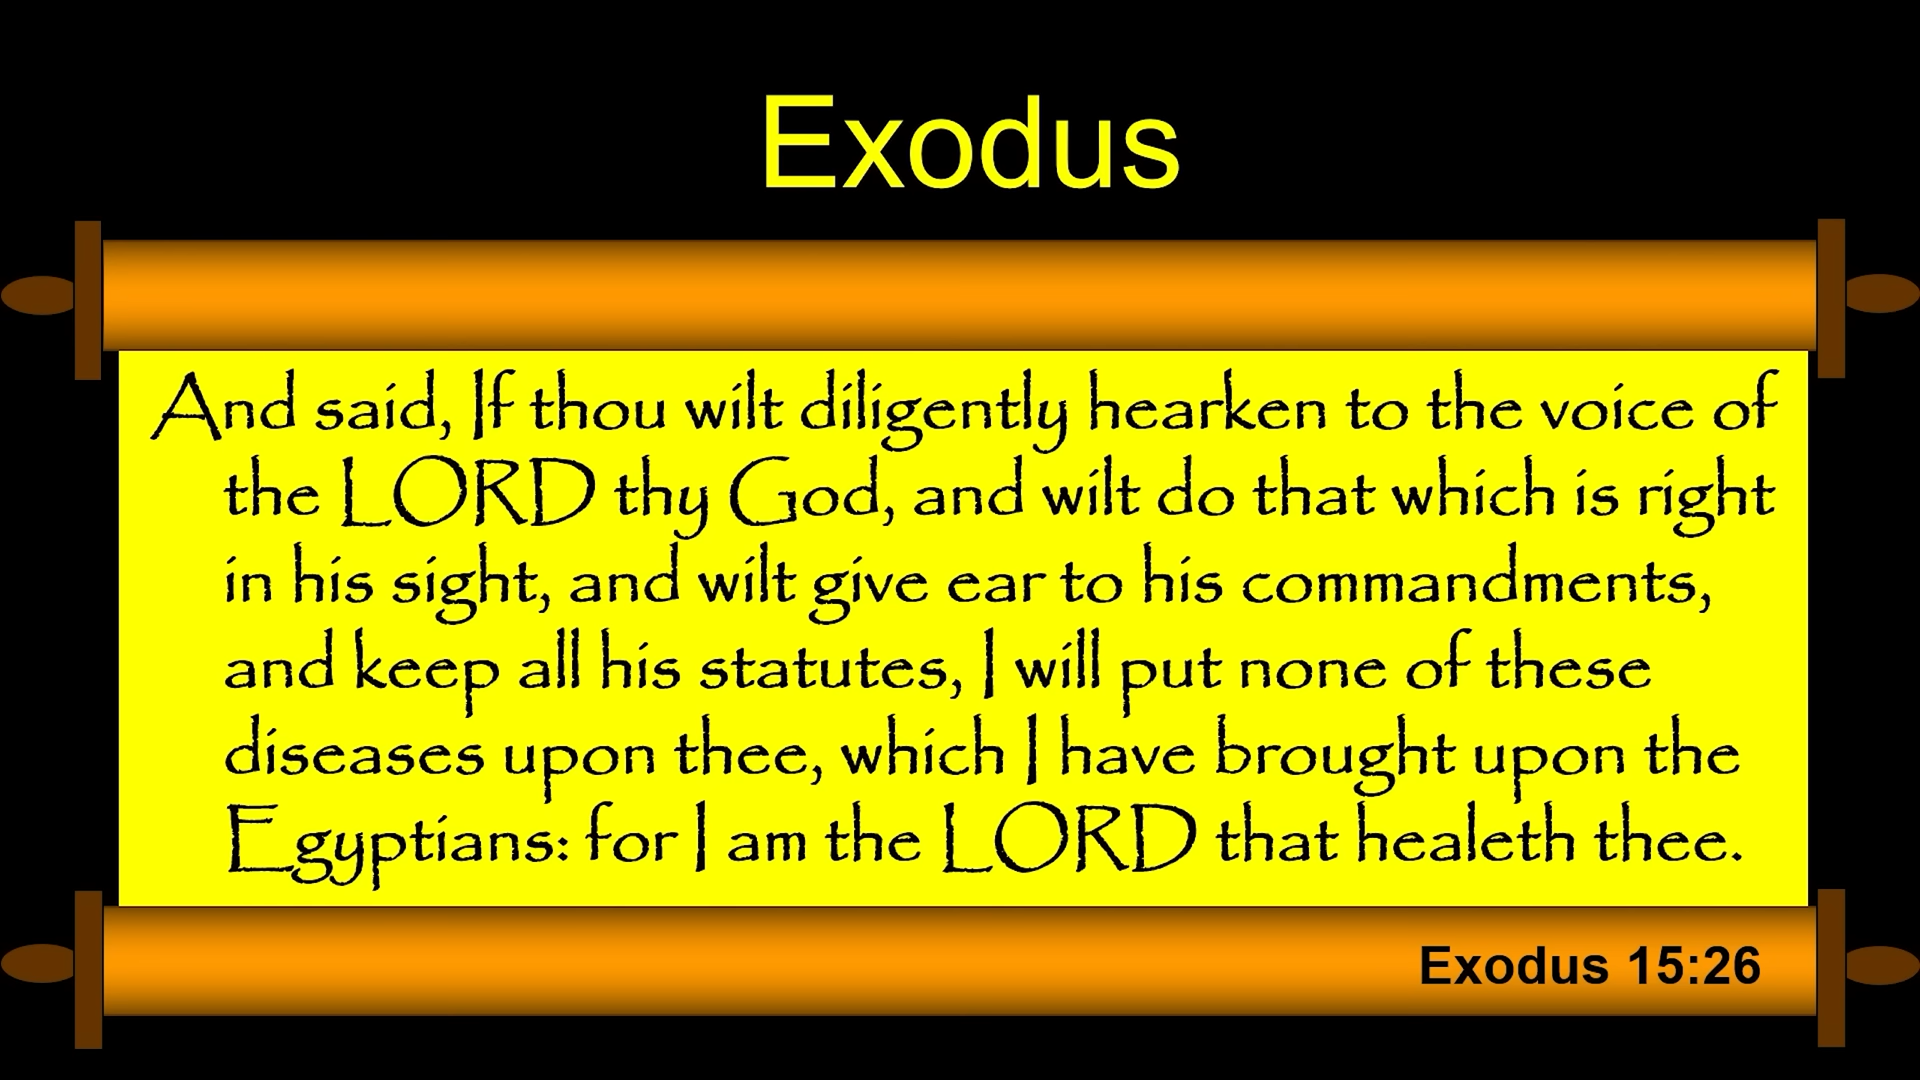 Exodus
And said, If thou wilt diligently hearken to the voice of
the LORD thy God, and wilt do that which is right
in his sight, and wilt give ear to his commandments,
and keep all his statutes, I will put none of these
diseases upon thee, which I have brought upon the
Egyptians: for I am the LORD that healeth thee.
Exodus 15:26